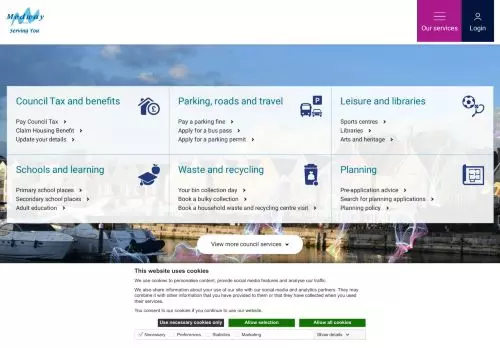 Medway
Serving You
Our services
Login
Council Tax and benefits
Pay Council Tax
Claim Housing Benefit
Update your details
Parking, roads and travel
Pay a parking fine
Apply for a bus pass
Apply for a parking permit
Leisure and libraries
Sports centres
Libraries
Arts and heritage
Schools and learning
Primary school places
Secondary school places
Adult education
Waste and recycling
Your bin collection day
Book a bulky collection
Book a household waste and recycling centre visit
Planning
Pre-application advice
Search for planning applications
Planning policy
View more council services
This website uses cookies
We use cookies to personalise content, provide social media features and analyse our traffic.
We also share information about your use of our site with our social media and analytics partners. They may
combine it with other information that you have provided to them or that they have collected when you used
their services.
You consent to our cookies if you continue to use our website.
Use necessary cookies only
Allow selection
Allow all cookies
Necessary
Preferences
Statistics
Marketing
Show details